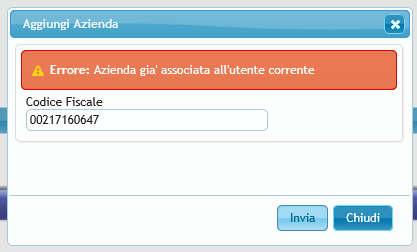 Aggiungi Azienda
Errore: Azienda gia' associata all'utente corrente
Codice Fiscale
00217160647
Invia
Chiudi